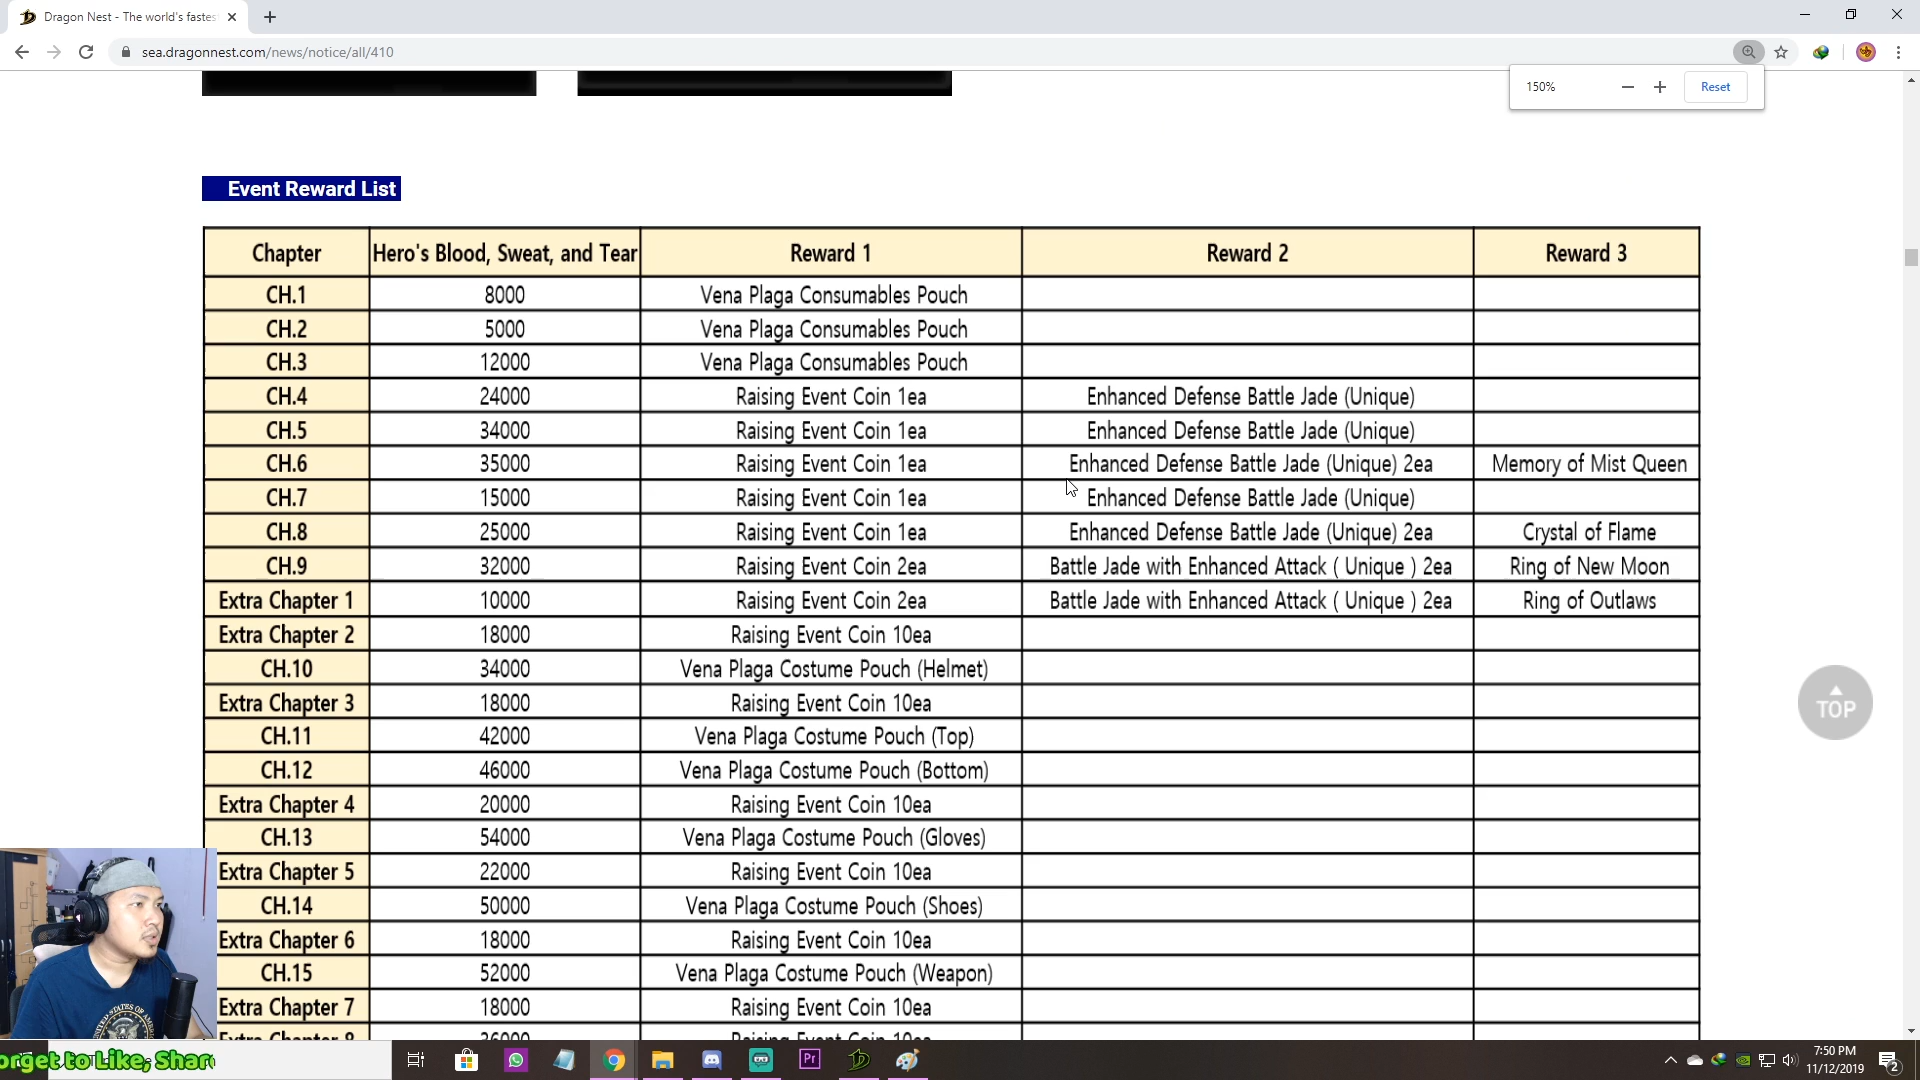 Dragon Nest - The world's fastes
sea.dragonnest.com/news/notice/all/410
150% Reset
Event Reward List
Chapter Hero's Blood, Sweat, and Tear Reward 1 Reward 2 Reward 3
CH.1 8000 Vena Plaga Consumables Pouch
CH.2 5000 Vena Plaga Consumables Pouch
CH.3 12000 Vena Plaga Consumables Pouch
CH.4 24000 Raising Event Coin 1ea Enhanced Defense Battle Jade (Unique)
CH.5 34000 Raising Event Coin 1ea Enhanced Defense Battle Jade (Unique)
CH.6 35000 Raising Event Coin 1ea Enhanced Defense Battle Jade (Unique) 2ea Memory of Mist Queen
CH.7 15000 Raising Event Coin 1ea Enhanced Defense Battle Jade (Unique)
CH.8 25000 Raising Event Coin 1ea Enhanced Defense Battle Jade (Unique) 2ea Crystal of Flame
CH.9 32000 Raising Event Coin 2ea Battle Jade with Enhanced Attack ( Unique ) 2ea Ring of New Moon
Extra Chapter 1 10000 Raising Event Coin 2ea Battle Jade with Enhanced Attack ( Unique ) 2ea Ring of Outlaws
Extra Chapter 2 18000 Raising Event Coin 10ea
CH.10 34000 Vena Plaga Costume Pouch (Helmet)
Extra Chapter 3 18000 Raising Event Coin 10ea
TOP
CH.11 42000 Vena Plaga Costume Pouch (Top)
CH.12 46000 Vena Plaga Costume Pouch (Bottom)
Extra Chapter 4 20000 Raising Event Coin 10ea
CH.13 54000 Vena Plaga Costume Pouch (Gloves)
Extra Chapter 5 22000 Raising Event Coin 10ea
CH.14 50000 Vena Plaga Costume Pouch (Shoes)
Extra Chapter 6 18000 Raising Event Coin 10ea
CH.15 52000 Vena Plaga Costume Pouch (Weapon)
Extra Chapter 7 18000 Raising Event Coin 10ea
orget to Like, Shar
Pr
7:50 PM
11/12/2019
2